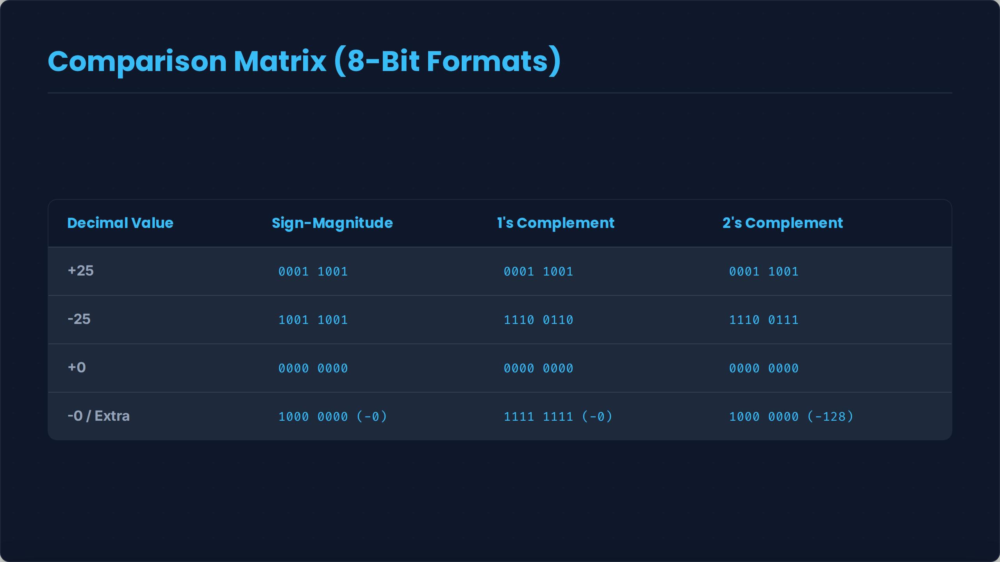 Comparison Matrix (8-Bit Formats)
Decimal Value Sign-Magnitude 1's Complement 2's Complement
+25 0001 1001 0001 1001 0001 1001
-25 1001 1001 1110 0110 1110 0111
+0 0000 0000 0000 0000 0000 0000
-0 / Extra 1000 0000 (-0) 1111 1111 (-0) 1000 0000 (-128)